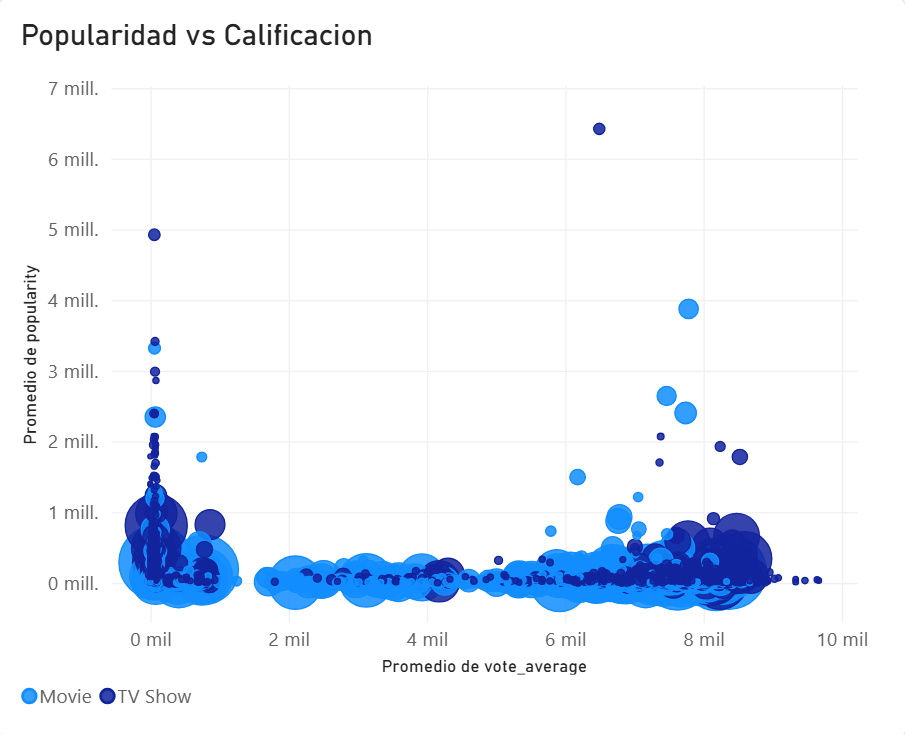 Popularidad vs Calificacion
7 mill.
6 mill.
5 mill.
4 mill.
3 mill.
2 mill.
1 mill.
0 mill.
Promedio de popularity
0 mil
2 mil
4 mil
6 mil
8 mil
10 mil
Promedio de vote_average
Movie
TV Show